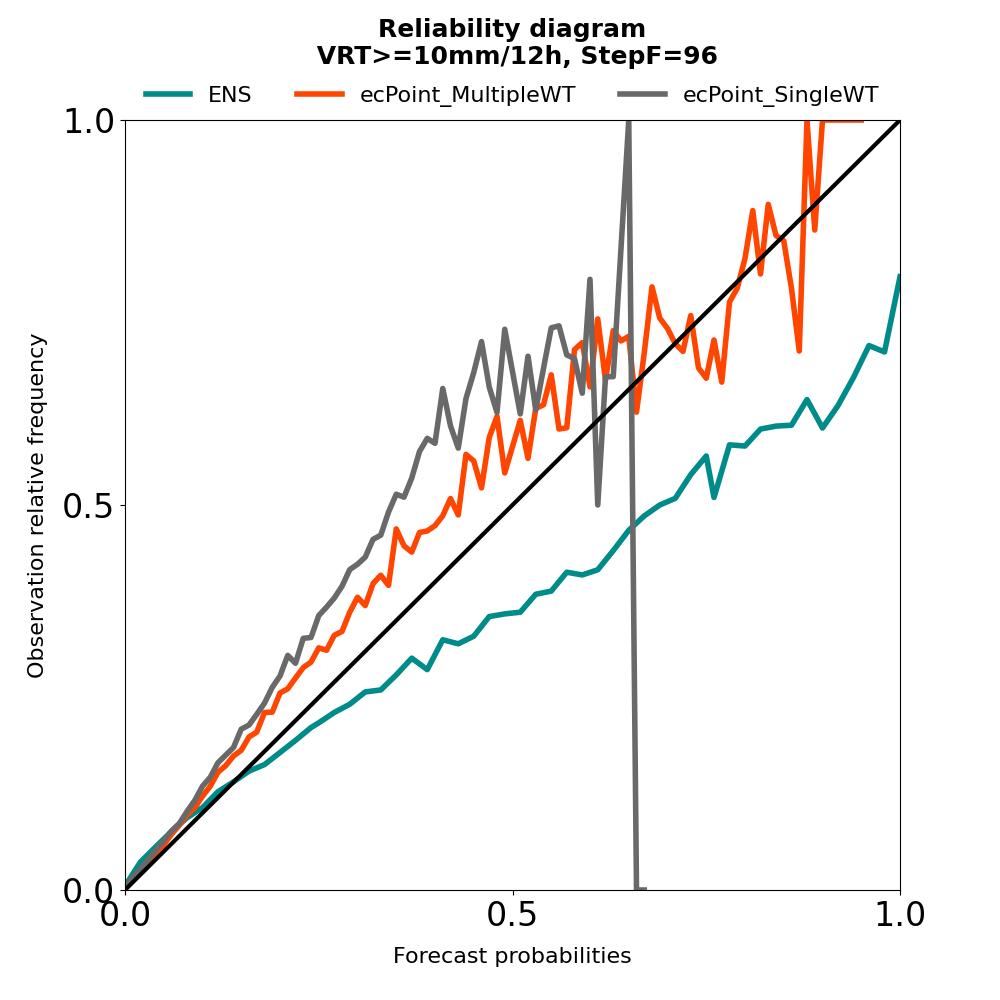 Reliability diagram
VRT>=10mm/12h, StepF=96
ENS ecPoint_MultipleWT ecPoint_SingleWT
1.0
0.5
0.0
Observation relative frequency
0.0 0.5 1.0
Forecast probabilities